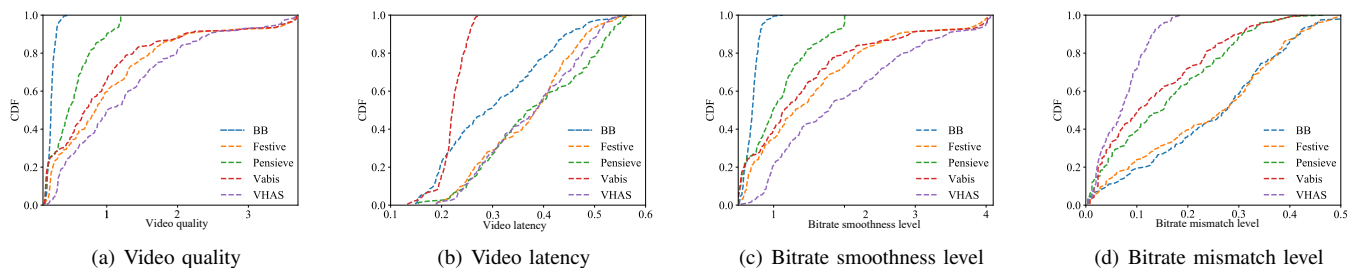 1.0
0.8
0.6
0.4
0.2
0.0
CDF
BB
Festive
Pensieve
Vabis
VHAS
1 2 3
Video quality
(a) Video quality
1.0
0.8
0.6
0.4
0.2
0.0
CDF
BB
Festive
Pensieve
Vabis
VHAS
0.1 0.2 0.3 0.4 0.5 0.6
Video latency
(b) Video latency
1.0
0.8
0.6
0.4
0.2
0.0
CDF
BB
Festive
Pensieve
Vabis
VHAS
1 2 3 4
Bitrate smoothness level
(c) Bitrate smoothness level
1.0
0.8
0.6
0.4
0.2
0.0
CDF
BB
Festive
Pensieve
Vabis
VHAS
0.0 0.1 0.2 0.3 0.4 0.5
Bitrate mismatch level
(d) Bitrate mismatch level